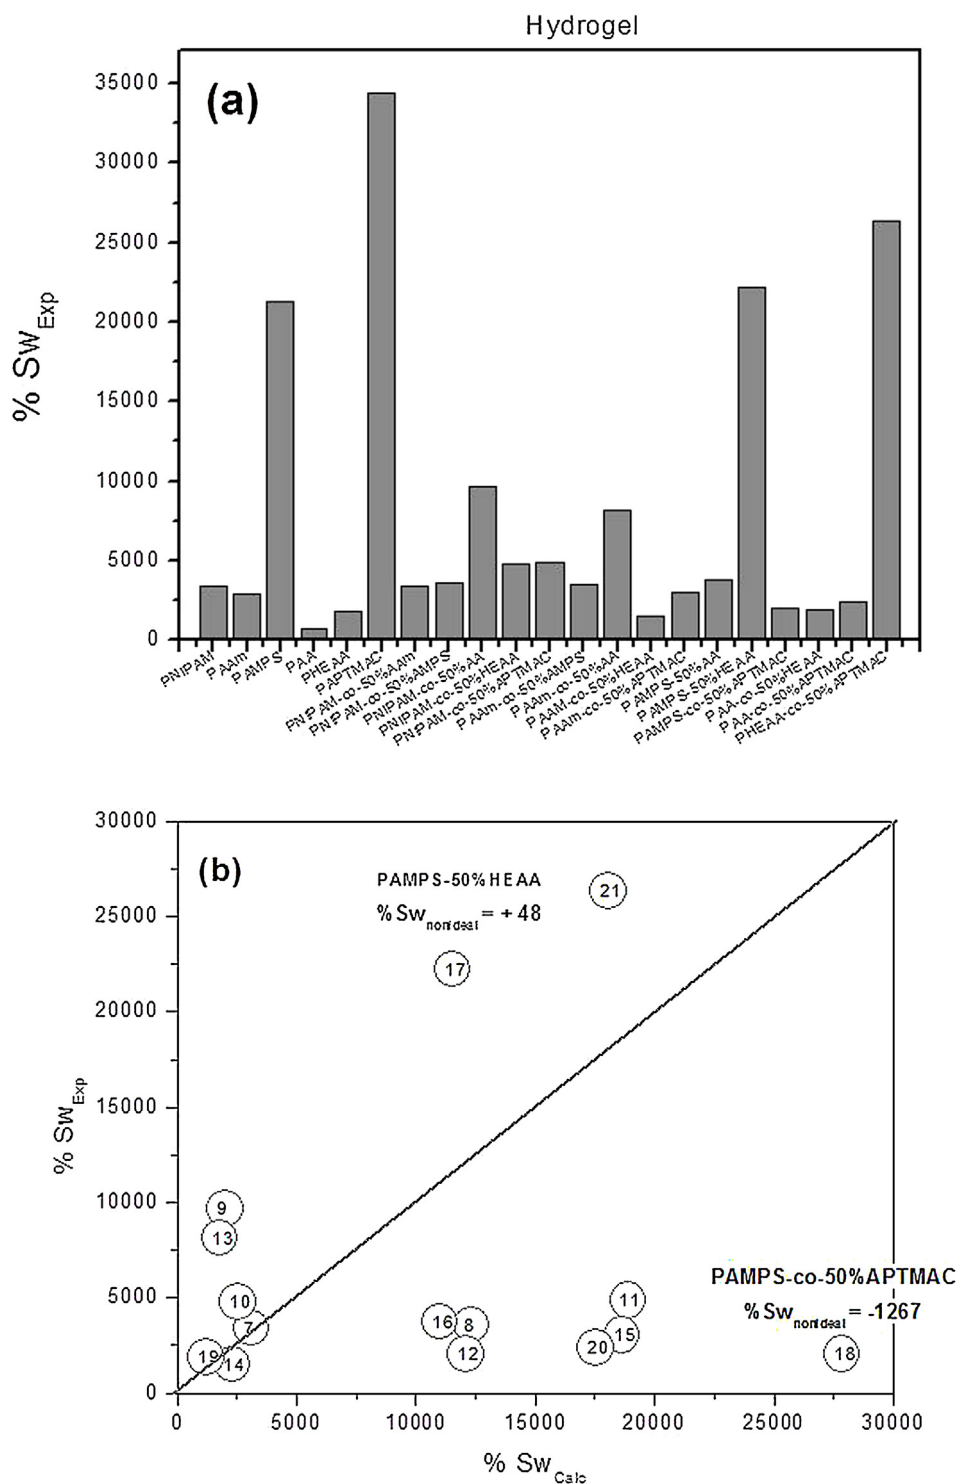 Hydrogel
(a)
35000
30000
25000
20000
15000
10000
5000
0
% Sw Exp
PNIPAM
PAAm
PAMPS
PAA
PHEAA
PAPTMAC
PNIPAM-co-50%AAm
PNIPAM-co-50%AMPS
PNIPAM-co-50%AA
PNIPAM-co-50%HEAA
PNIPAM-co-50%APTMAC
PAAm-co-50%AMPS
PAAm-co-50%AA
PAAM-co-50%HEAA
PAAm-co-50%APTMAC
PAMPS-50%AA
PAMPS-50%HEAA
PAMPS-co-50%APTMAC
PAA-co-50%HEAA
PAA-co-50%APTMAC
PHEAA-co-50%APTMAC
(b)
30000
25000
20000
15000
10000
5000
0
% Sw Exp
PAMPS-50%HEAA
% Sw nonideal = + 48
21
17
9
13
10
7
19
14
16
8
12
11
15
20
18
PAMPS-co-50%APTMAC
%Sw nonideal = -1267
0
5000
10000
15000
20000
25000
30000
% Sw Calc